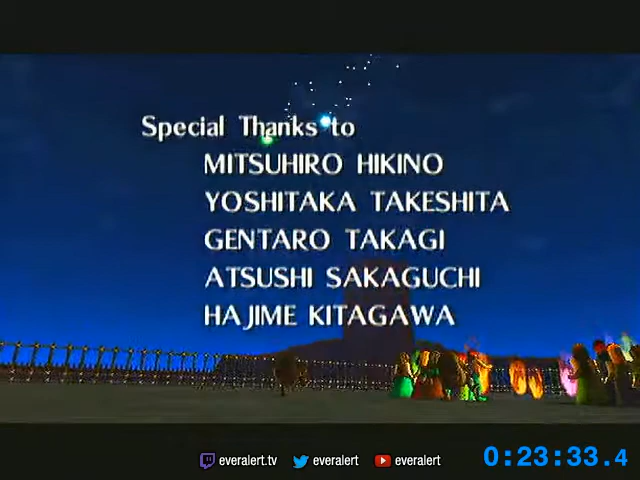 Special Thanks to
MITSUHIRO HIKINO
YOSHITAKA TAKESHITA
GENTARO TAKAGI
ATSUSHI SAKAGUCHI
HAJIME KITAGAWA
everalert.tv everalert everalert 0:23:33.4